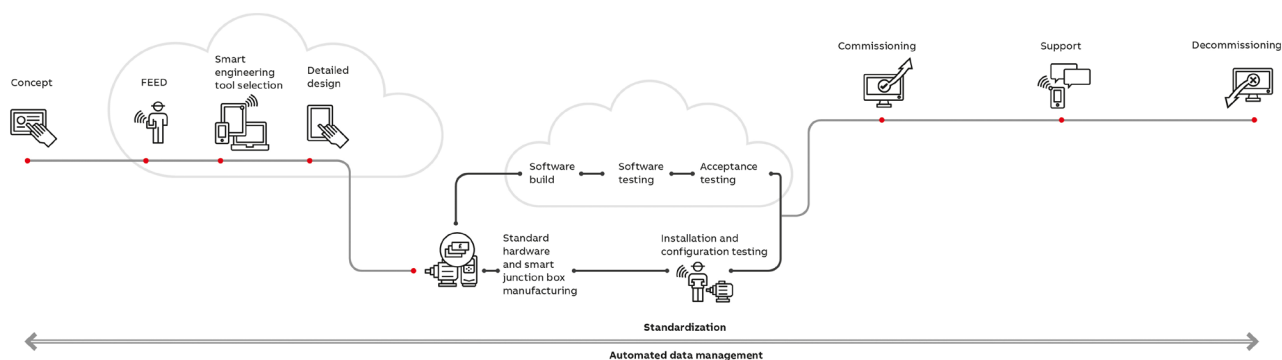 Concept
FEED
Smart
engineering
tool selection
Detailed
design
Software
build
Software
testing
Acceptance
testing
Standard
hardware
and smart
junction box
manufacturing
Installation and
configuration testing
Commissioning
Support
Decommissioning
Standardization
Automated data management